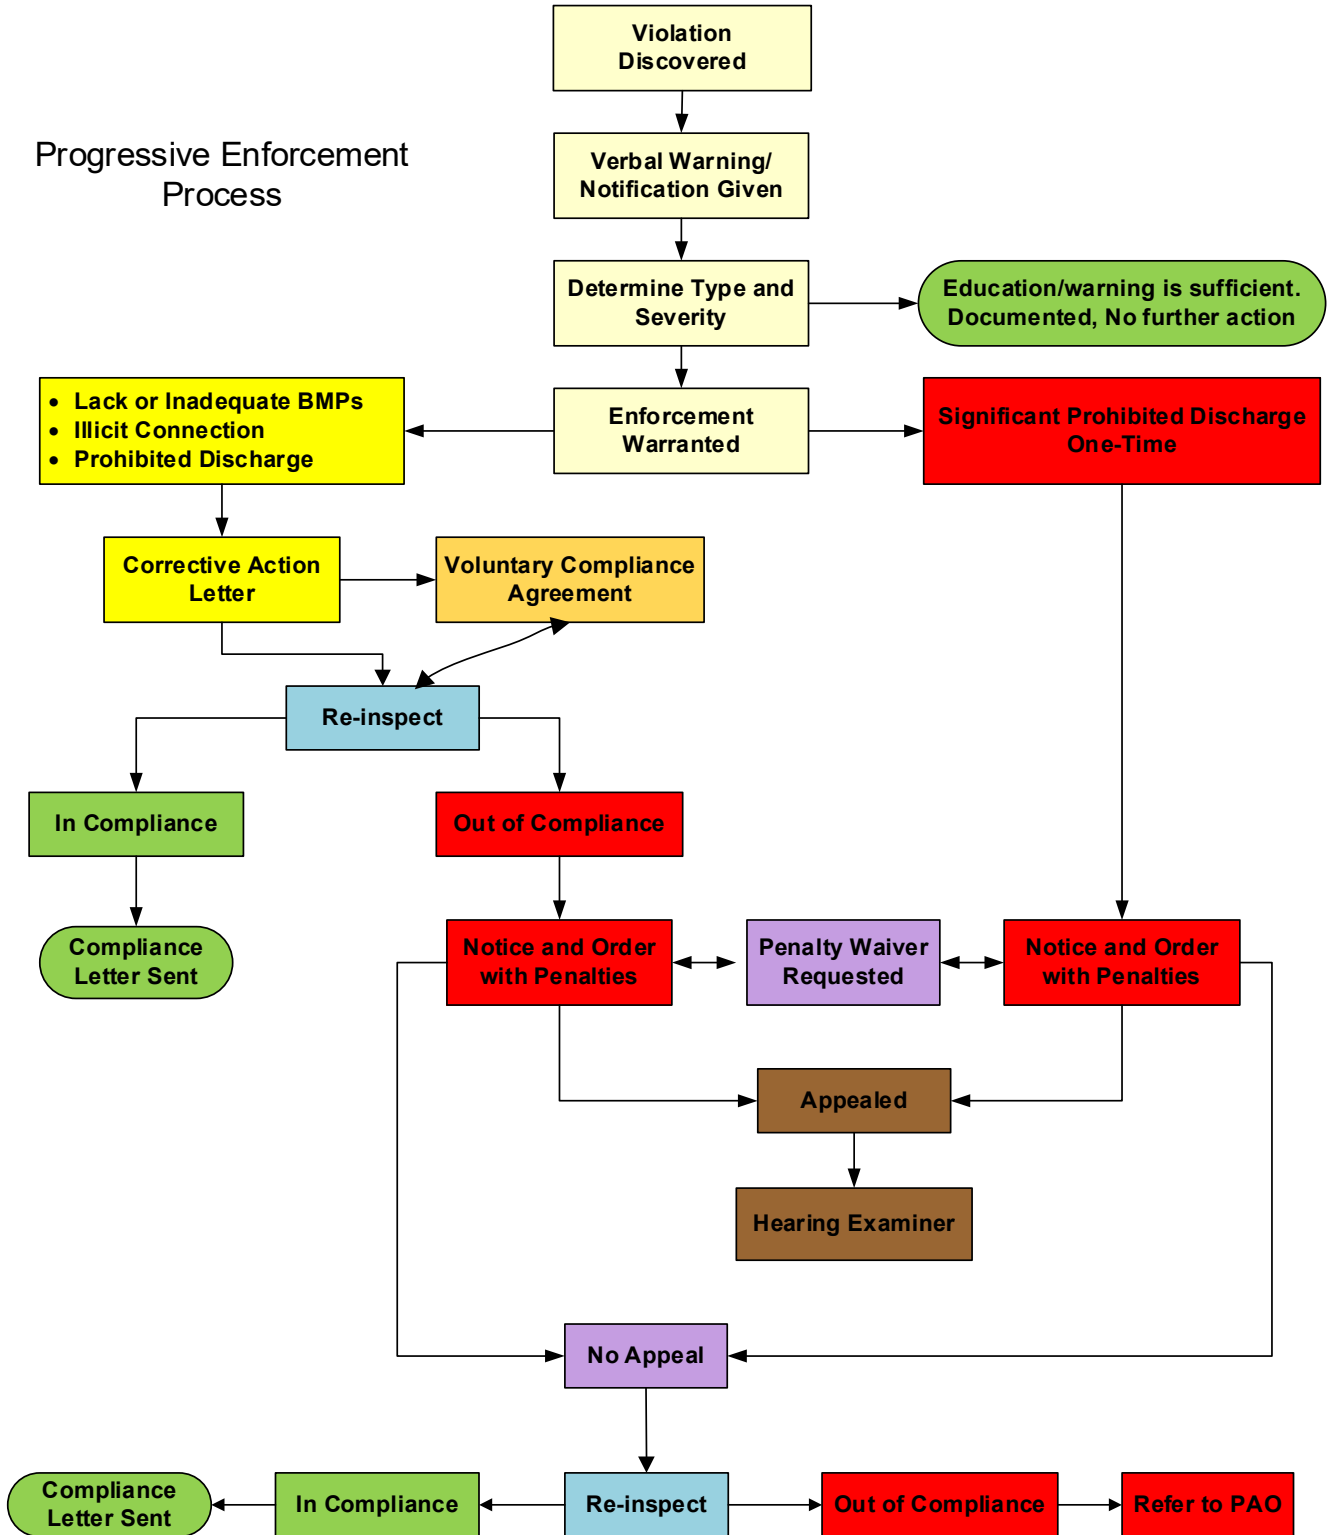 Violation
Discovered
Progressive Enforcement
Process
Verbal Warning/
Notification Given
Determine Type and
Severity
Education/warning is sufficient.
Documented, No further action
• Lack or Inadequate BMPs
• Illicit Connection
• Prohibited Discharge
Enforcement
Warranted
Significant Prohibited Discharge
One-Time
Corrective Action
Letter
Voluntary Compliance
Agreement
Re-inspect
In Compliance
Out of Compliance
Compliance
Letter Sent
Notice and Order
with Penalties
Penalty Waiver
Requested
Notice and Order
with Penalties
Appealed
Hearing Examiner
No Appeal
Compliance
Letter Sent
In Compliance
Re-inspect
Out of Compliance
Refer to PAO